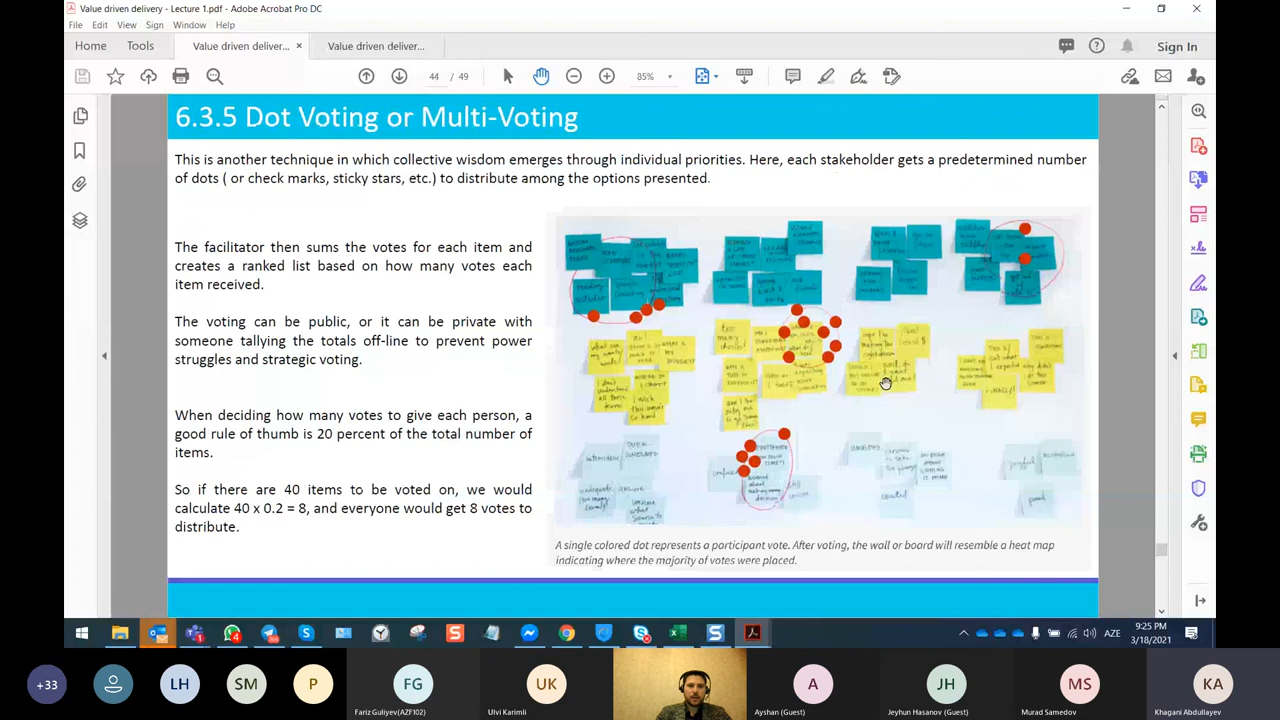 Value driven delivery - Lecture 1.pdf - Adobe Acrobat Pro DC
File Edit View Sign Window Help
Home Tools Value driven deliver... × Value driven deliver... Sign In
44 / 49 85%
6.3.5 Dot Voting or Multi-Voting
This is another technique in which collective wisdom emerges through individual priorities. Here, each stakeholder gets a predetermined number
of dots ( or check marks, sticky stars, etc.) to distribute among the options presented.
The facilitator then sums the votes for each item and
creates a ranked list based on how many votes each
item received.
The voting can be public, or it can be private with
someone tallying the totals off-line to prevent power
struggles and strategic voting.
When deciding how many votes to give each person, a
good rule of thumb is 20 percent of the total number of
items.
So if there are 40 items to be voted on, we would
calculate 40 x 0.2 = 8, and everyone would get 8 votes to
distribute.
A single colored dot represents a participant vote. After voting, the wall or board will resemble a heat map
indicating where the majority of votes were placed.
AZE
9:25 PM
3/18/2021
+33 LH SM P FG UK A JH MS KA
Fariz Guliyev(AZF102) Ulvi Karimli Ayshan (Guest) Jeyhun Hasanov (Guest) Murad Samedov Khagani Abdullayev